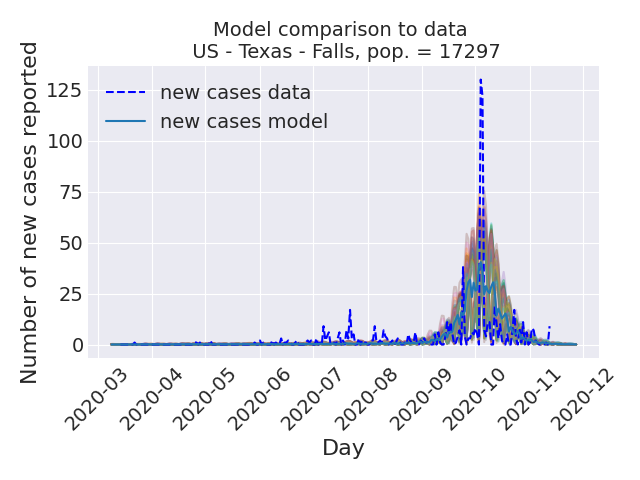 Model comparison to data
US - Texas - Falls, pop. = 17297
Number of new cases reported
125
100
75
50
25
0
new cases data
new cases model
2020-03
2020-04
2020-05
2020-06
2020-07
2020-08
2020-09
2020-10
2020-11
2020-12
Day